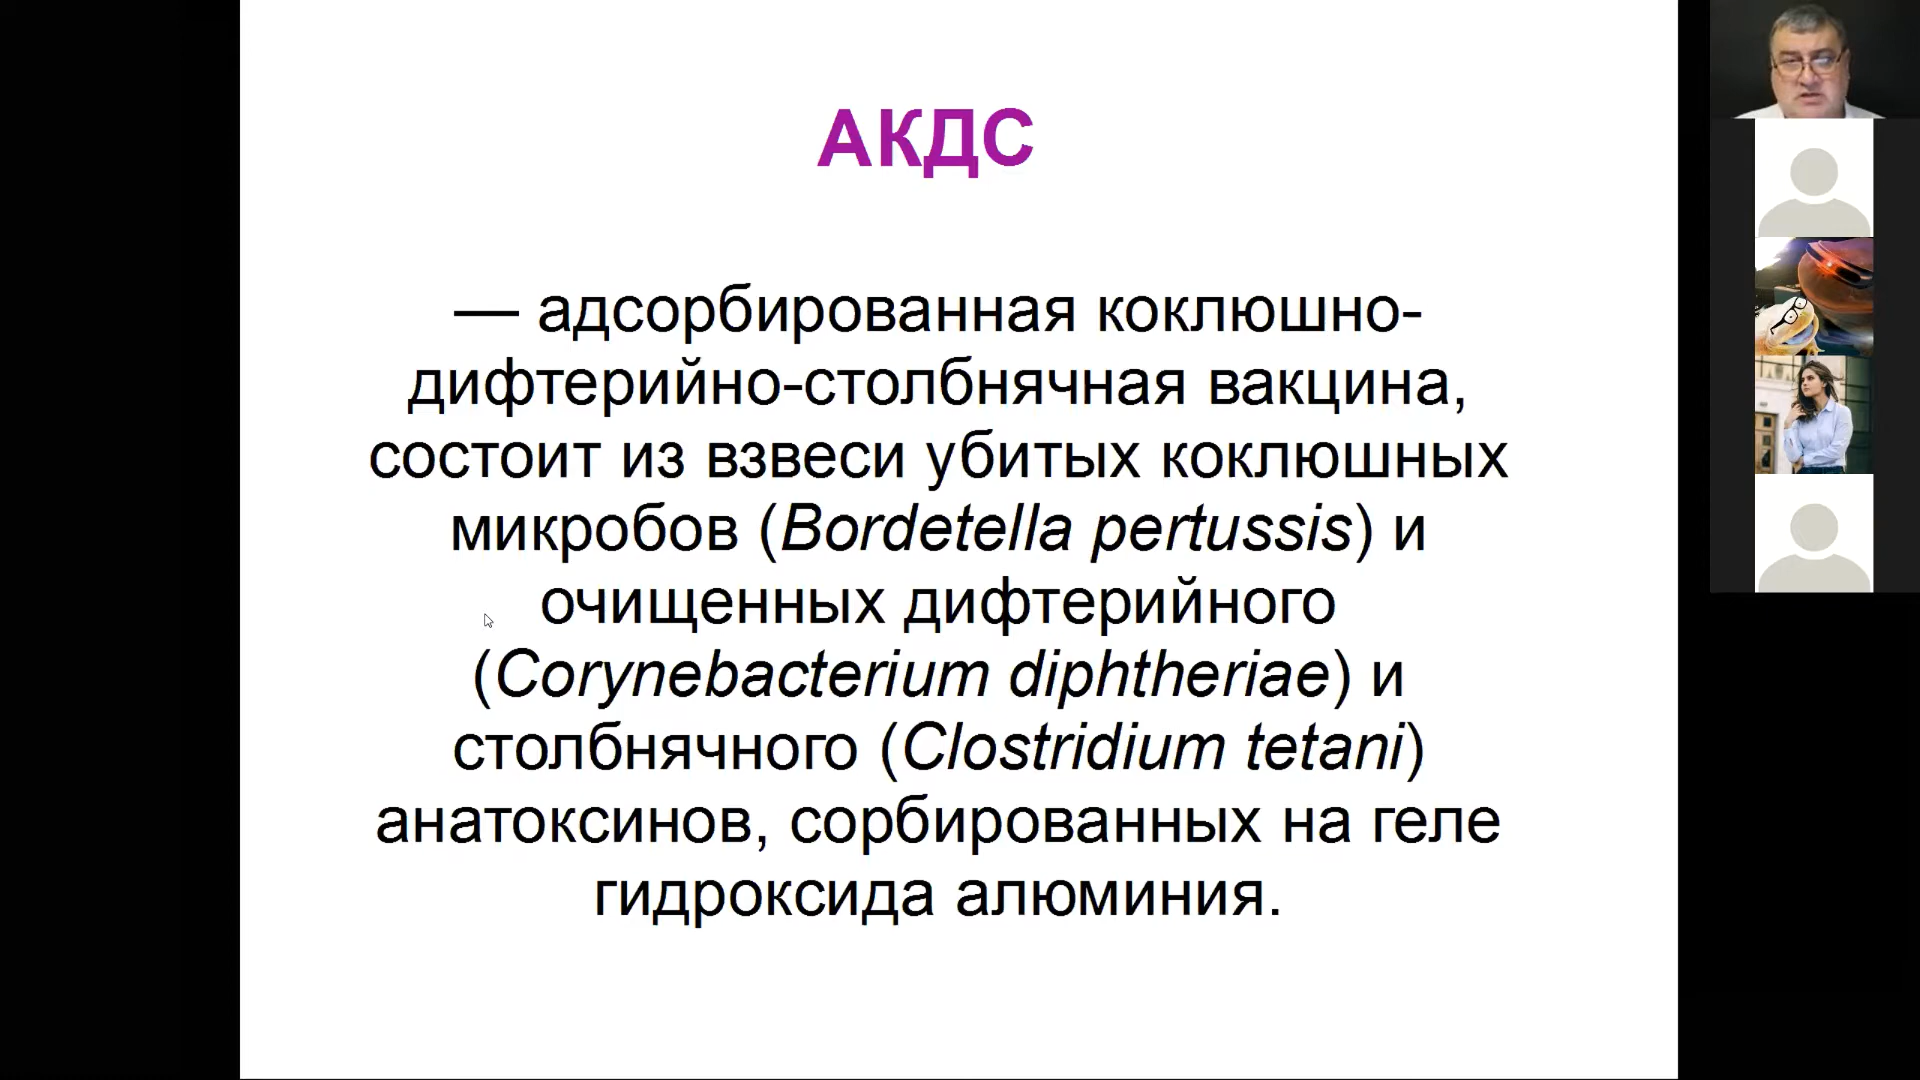 АКДС
— адсорбированная коклюшно-
дифтерийно-столбнячная вакцина,
состоит из взвеси убитых коклюшных
микробов (Bordetella pertussis) и
очищенных дифтерийного
(Corynebacterium diphtheriae) и
столбнячного (Clostridium tetani)
анатоксинов, сорбированных на геле
гидроксида алюминия.